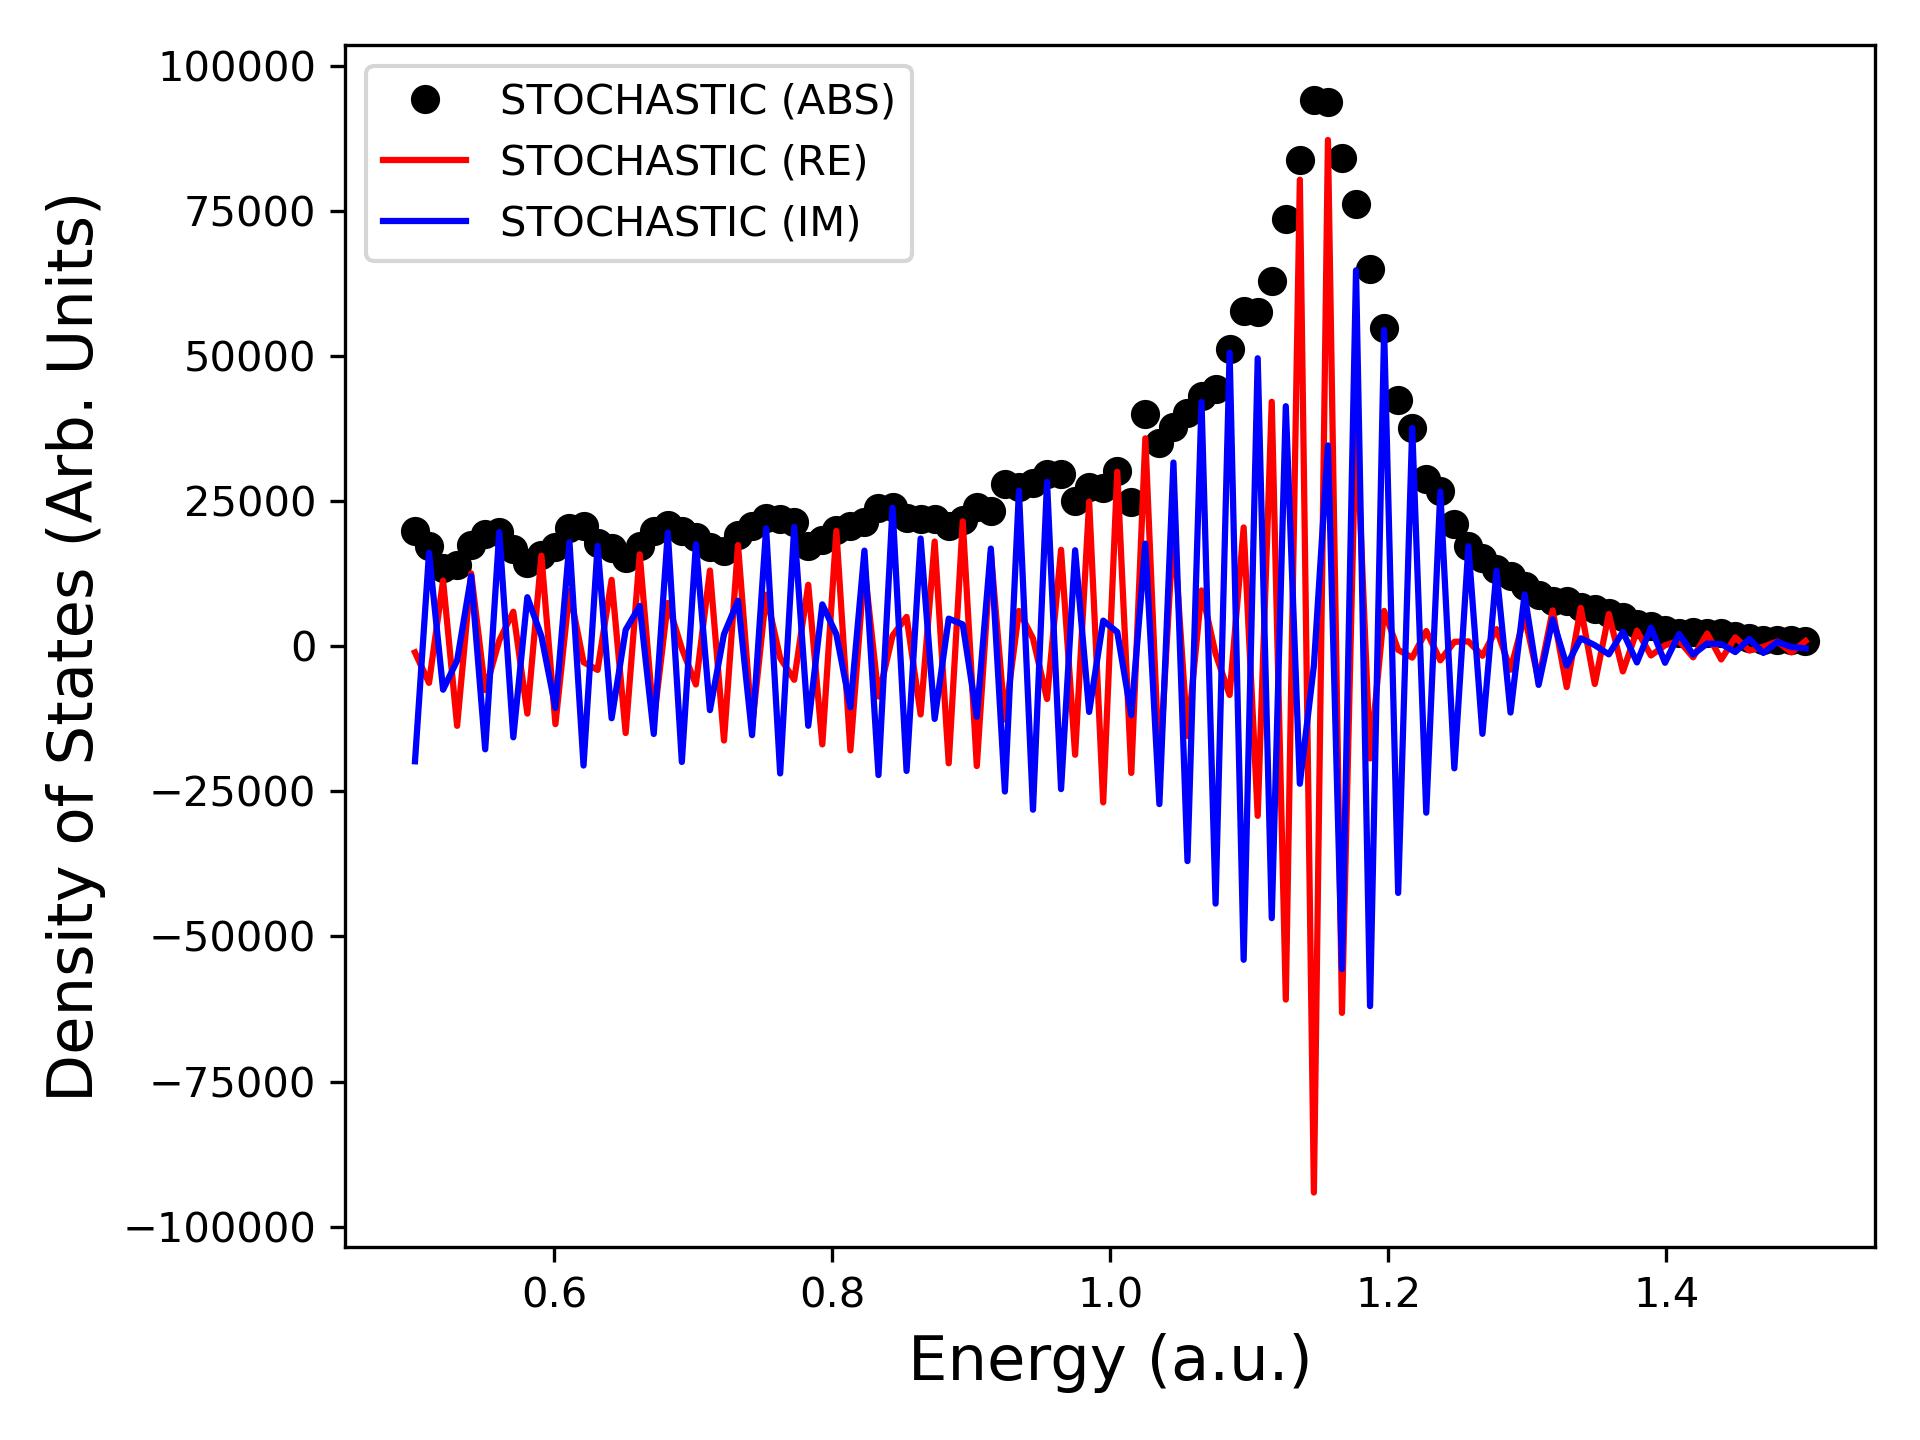 STOCHASTIC (ABS)
STOCHASTIC (RE)
STOCHASTIC (IM)
100000
75000
50000
25000
0
−25000
−50000
−75000
−100000
Density of States (Arb. Units)
0.6 0.8 1.0 1.2 1.4
Energy (a.u.)